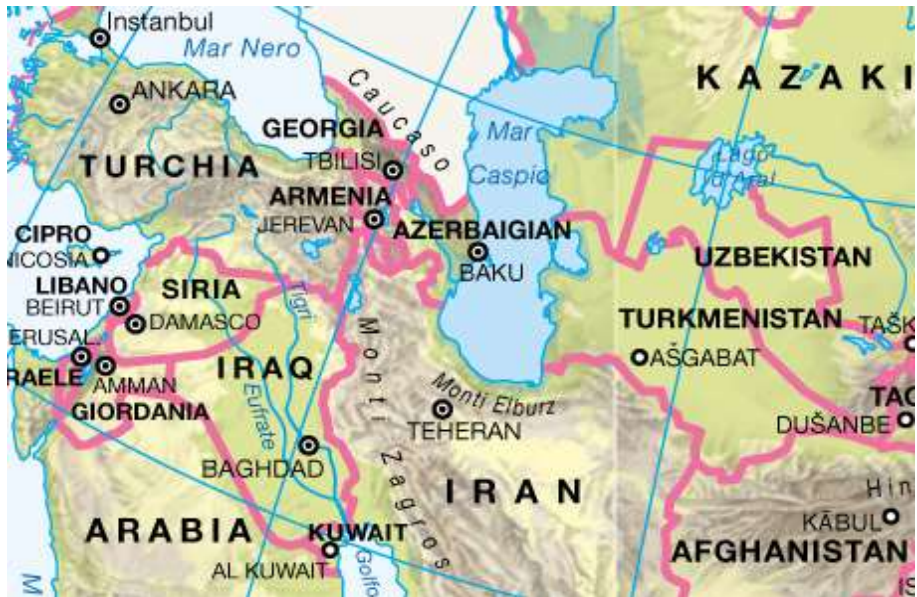 Instanbul
Mar Nero
KAZAKI
ANKARA
Caucaso
GEORGIA
Mar
Caspio
TURCHIA
TBILISI
Lago
d'Aral
ARMENIA
JEREVAN
AZERBAIGIAN
BAKU
CIPRO
NICOSIA
UZBEKISTAN
LIBANO
SIRIA
BEIRUT
Tigri
DAMASCO
TURKMENISTAN
TAŠK
ERUSAL.
Monti Zagros
AŠGABAT
RAELE
AMMAN
IRAQ
GIORDANIA
Eufrate
Monti Elburz
TEHERAN
TAG
DUŠANBE
BAGHDAD
IRAN
Hin
KĀBUL
ARABIA
KUWAIT
AFGHANISTAN
AL KUWAIT
Golfo
M
IS